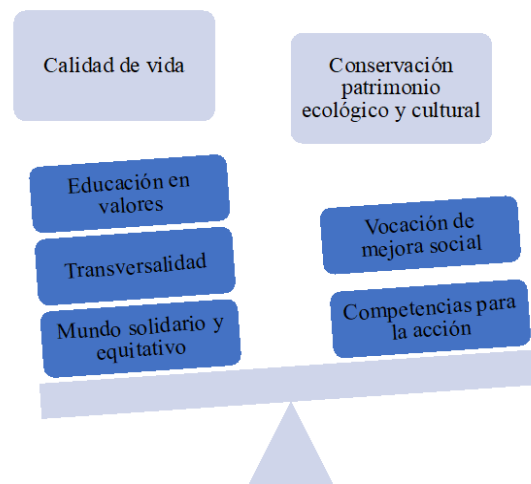 Calidad de vida
Conservación
patrimonio
ecológico y cultural
Educación en
valores
Transversalidad
Mundo solidario y
equitativo
Vocación de
mejora social
Competencias para
la acción